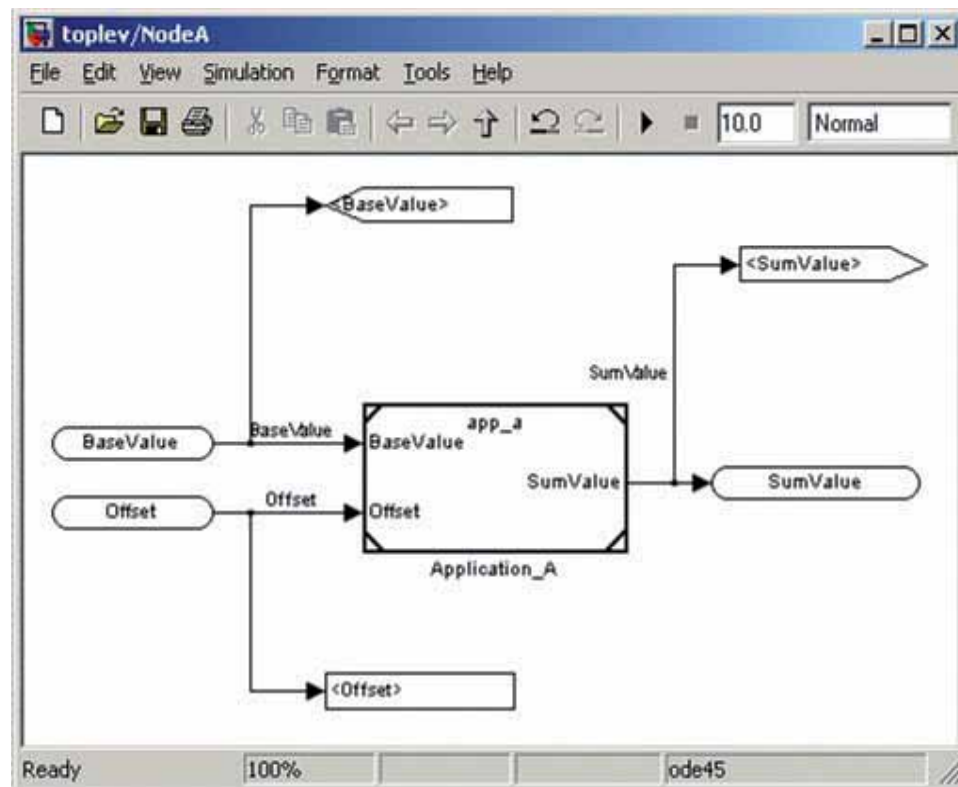 toplev/NodeA
File Edit View Simulation Format Tools Help
10.0 Normal
<BaseValue>
<SumValue>
SumValue
app_a
BaseValue BaseValue BaseValue
SumValue SumValue
Offset Offset Offset
Application_A
<Offset>
Ready 100% ode45